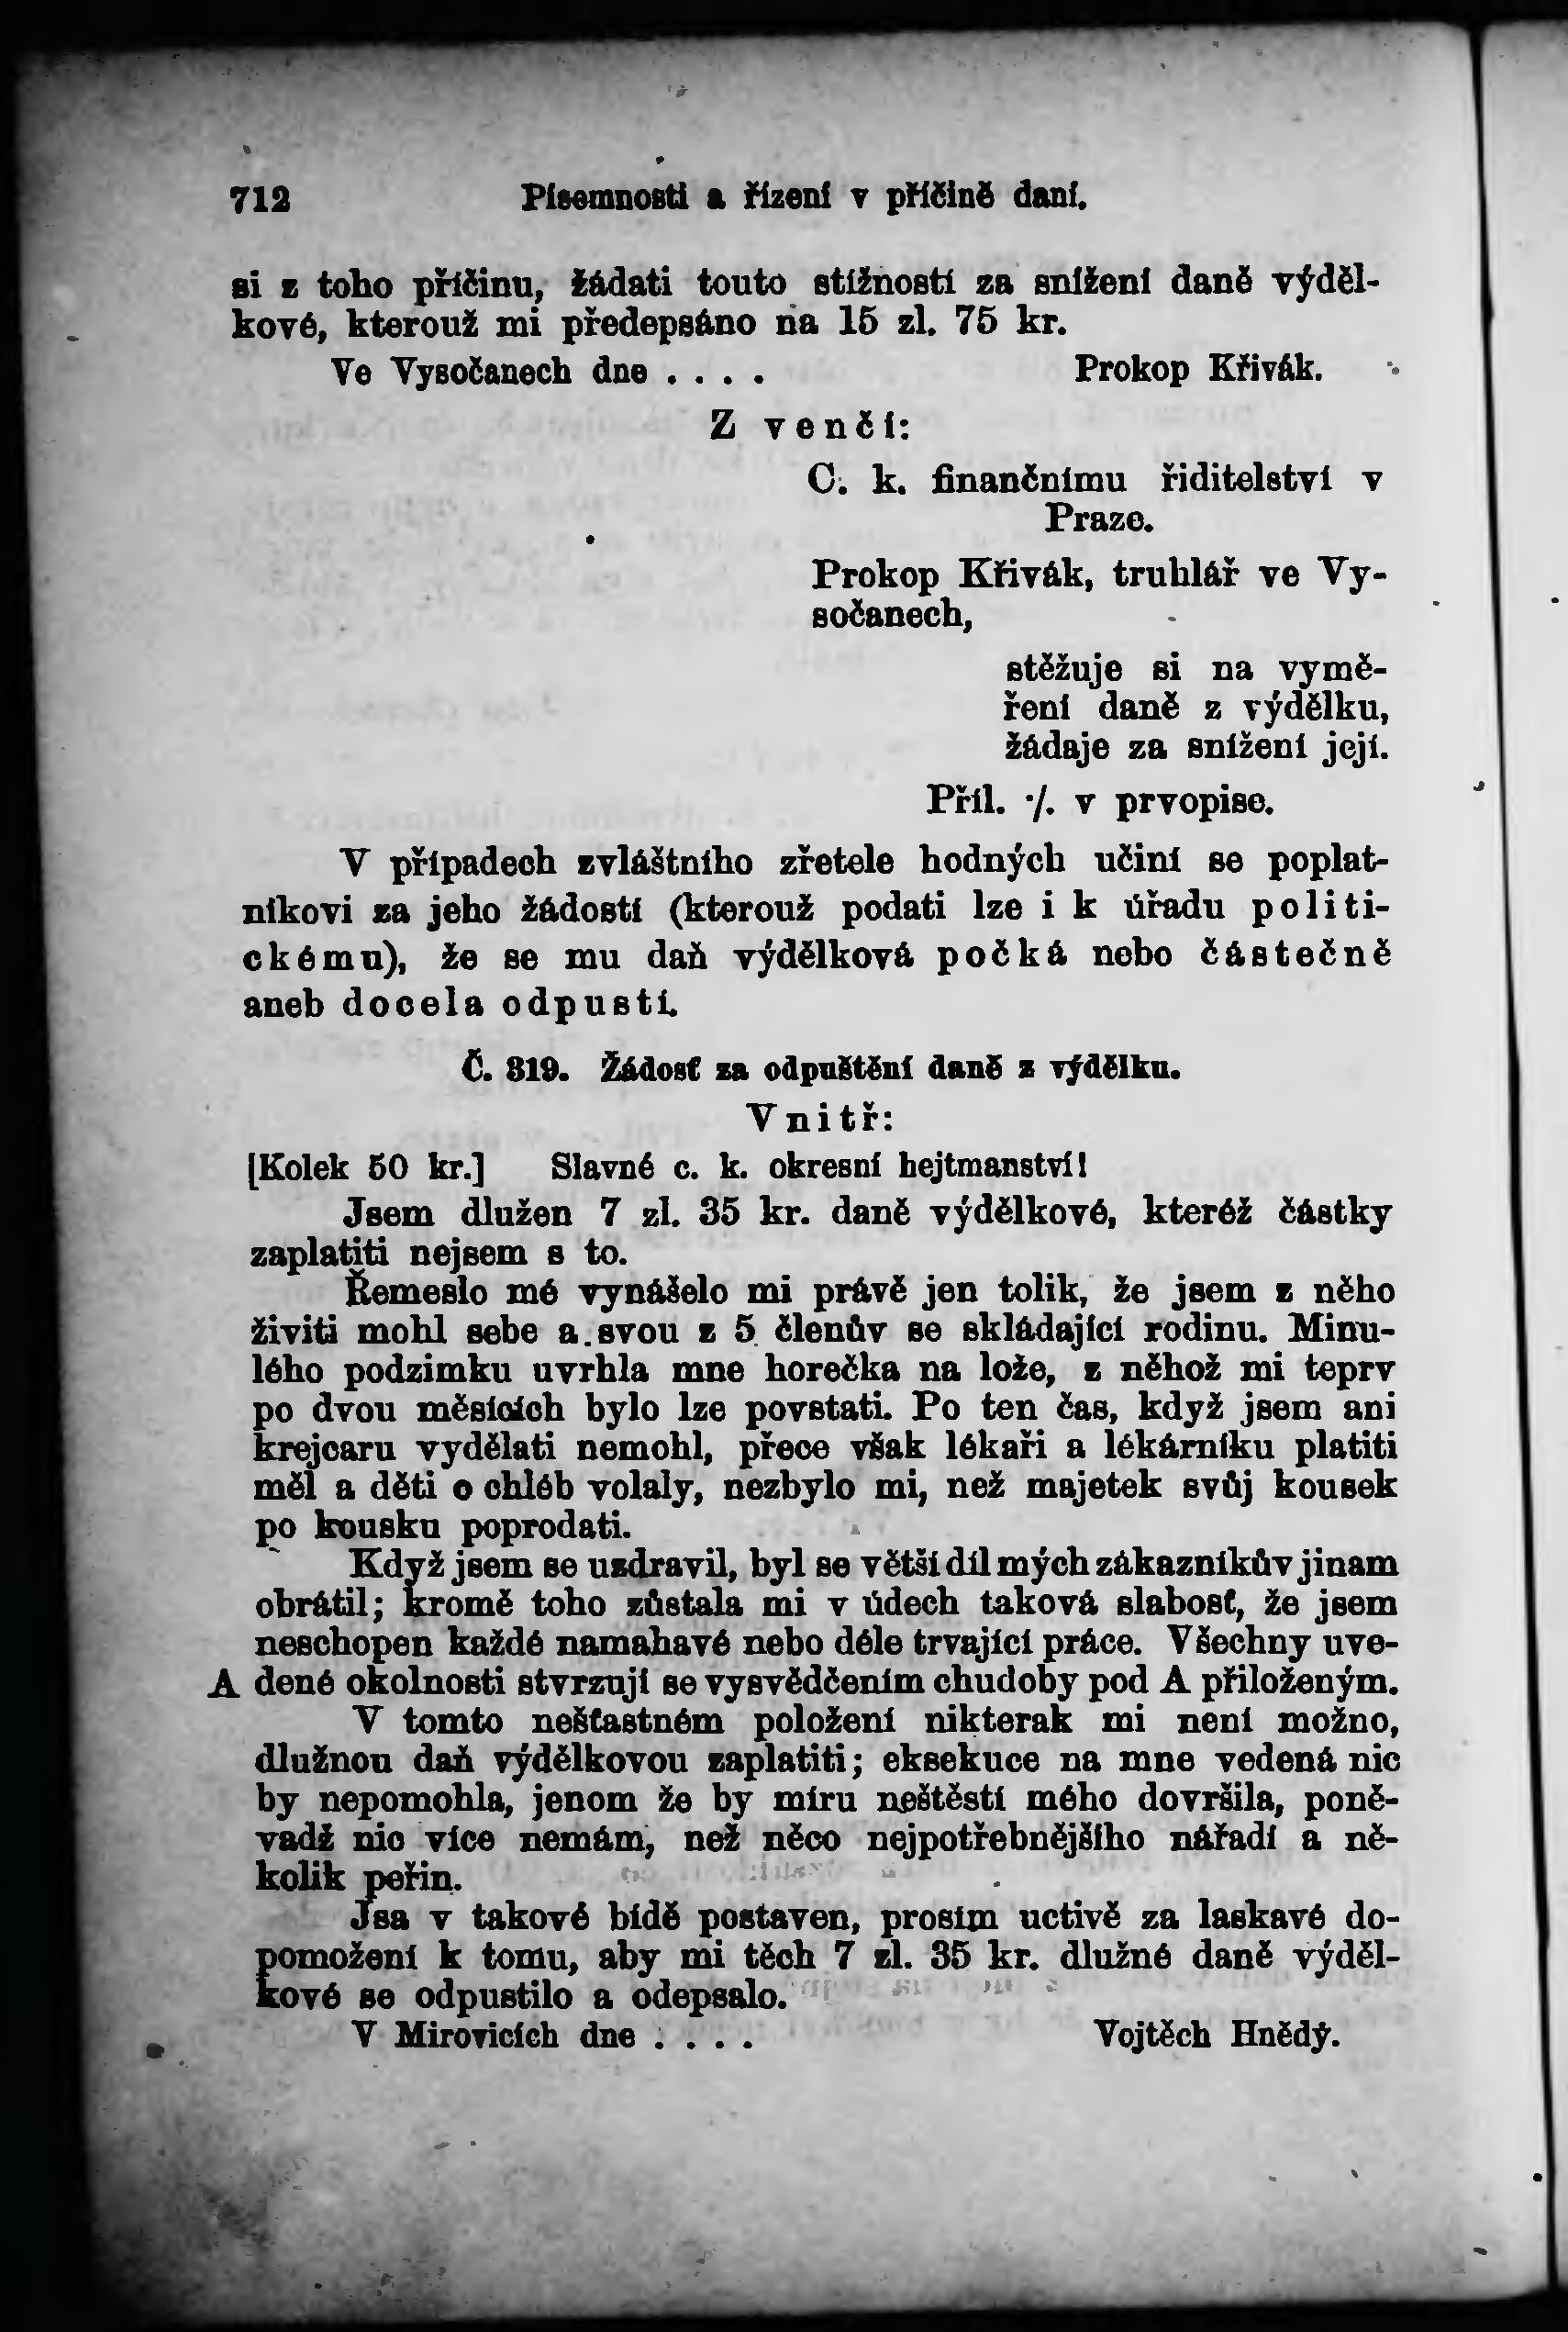 712 Písemnosti a řízení v příčině daní.
si z toho příčinu, žádati touto stížností za snížení daně výděl-
kové, kterouž mi předepsáno na 15 zl. 75 kr.
Ve Vysočanech dne . . . . Prokop Křivák.
Z venčí:
C. k. finančnímu řiditelství v
Praze.
Prokop Křivák, truhlář ve Vy-
sočanech,
stěžuje si na vymě-
ření daně z výdělku,
žádaje za snížení její.
Příl. ·/. v prvopise.
V případech zvláštního zřetele hodných učiní se poplat-
níkovi za jeho žádostí (kterouž podati lze i k úřadu politi-
ckému), že se mu daň výdělková počká nebo částečně
aneb docela odpustí.
Č. 319. Žádosť za odpuštění daně z výdělku.
Vnitř:
[Kolek 50 kr.] Slavné c. k. okresní hejtmanství!
Jsem dlužen 7 zl. 35 kr. daně výdělkové, kteréž částky
zaplatiti nejsem s to.
Řemeslo mé vynášelo mi právě jen tolik, že jsem z něho
živiti mohl sebe a svou z 5 členův se skládající rodinu. Minu-
lého podzimku uvrhla mne horečka na lože, z něhož mi teprv
po dvou měsících bylo lze povstati. Po ten čas, když jsem ani
krejcaru vydělati nemohl, přece však lékaři a lékárníku platiti
měl a děti o chléb volaly, nezbylo mi, než majetek svůj kousek
po kousku poprodati.
Když jsem se uzdravil, byl se větší díl mých zákazníkův jinam
obrátil; kromě toho zůstala mi v údech taková slabosť, že jsem
neschopen každé namahavé nebo déle trvající práce. Všechny uve-
A dené okolnosti stvrzují se vysvědčením chudoby pod A přiloženým.
V tomto nešťastném položení nikterak mi není možno,
dlužnou daň výdělkovou zaplatiti; eksekuce na mne vedená nic
by nepomohla, jenom že by míru neštěstí mého dovršila, poně-
vadž nic více nemám, než něco nejpotřebnějšího nářadí a ně-
kolik peřin.
Jsa v takové bídě postaven, prosím uctivě za laskavé do-
pomožení k tomu, aby mi těch 7 zl. 35 kr. dlužné daně výděl-
kové se odpustilo a odepsalo.
V Mirovicích dne . . . . Vojtěch Hnědý.